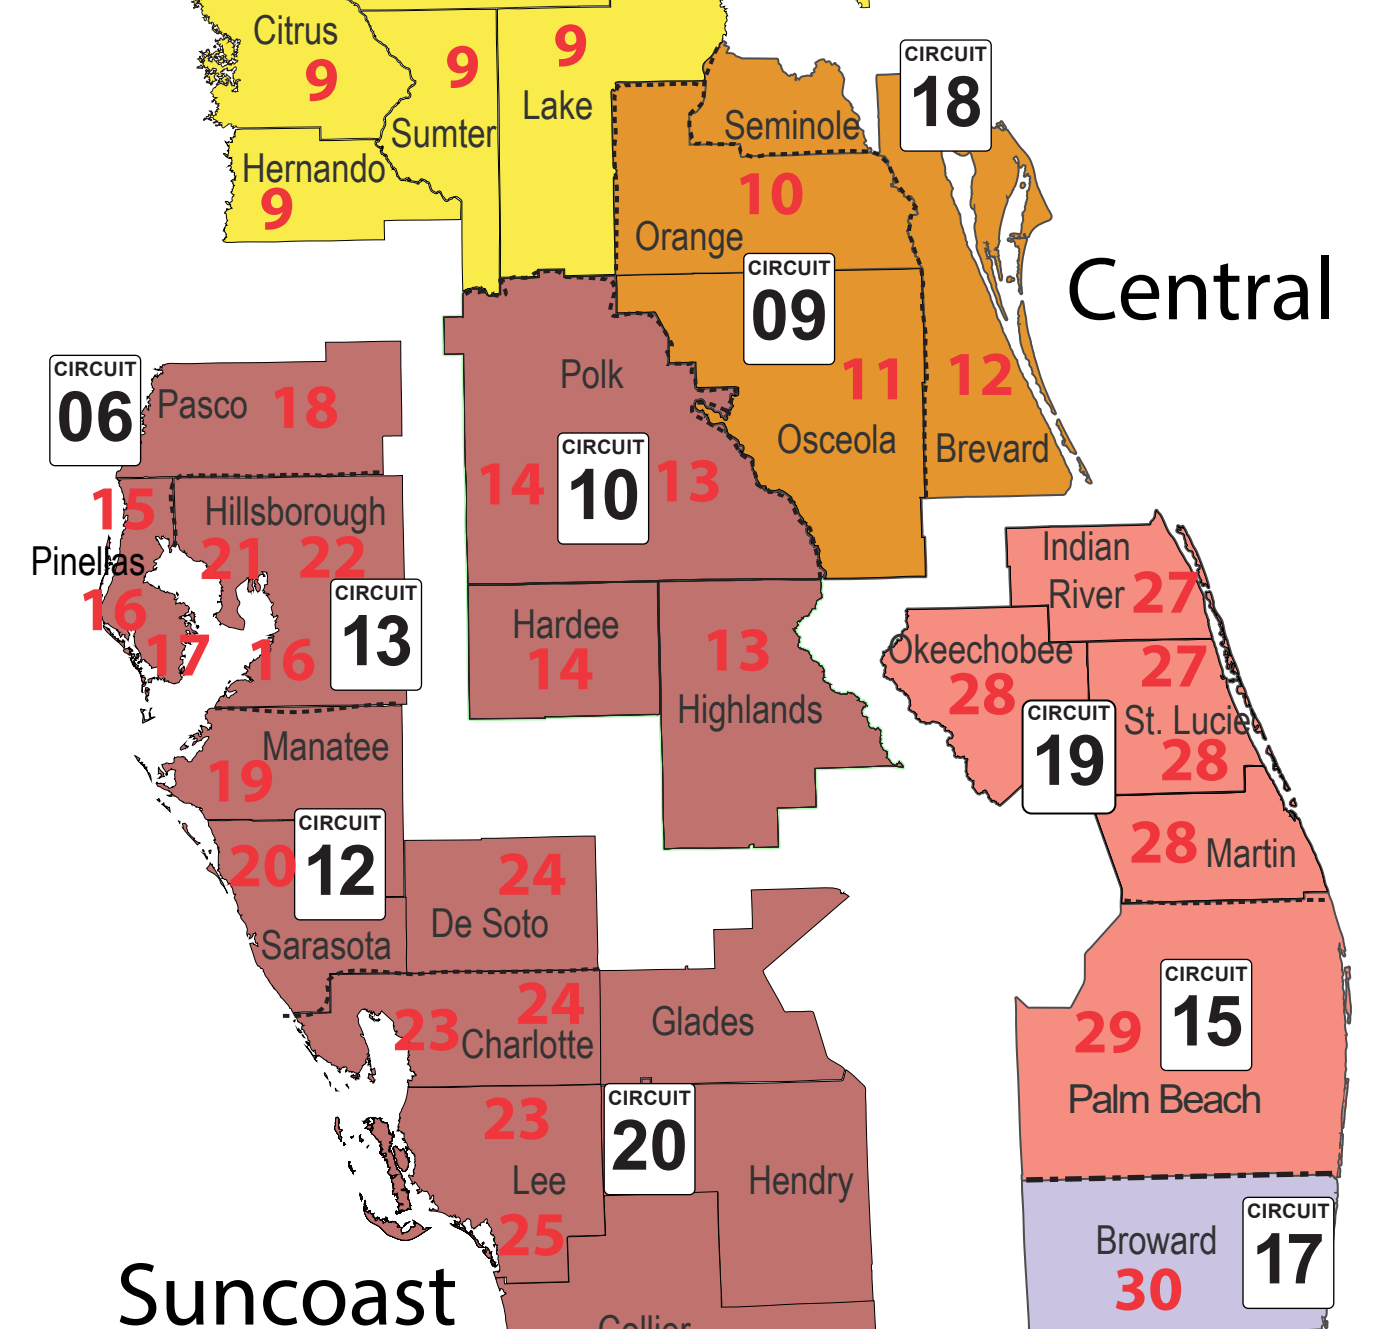 Citrus
9
9
Sumter
9
Lake
Hernando
9
Seminole
CIRCUIT
18
10
Orange
CIRCUIT
09
11
Osceola
12
Brevard
Central
CIRCUIT
06
Pasco 18
Polk
14
CIRCUIT
10
13
15
Pinellas
16
17
Hillsborough
21 22
16
CIRCUIT
13
Hardee
14
13
Highlands
Indian
River 27
Okeechobee
28
27
St. Lucie
28
CIRCUIT
19
28 Martin
Manatee
19
20
CIRCUIT
12
Sarasota
24
De Soto
24
23 Charlotte
Glades
23
Lee
25
CIRCUIT
20
Hendry
29
CIRCUIT
15
Palm Beach
Broward
30
CIRCUIT
17
Suncoast
Collier